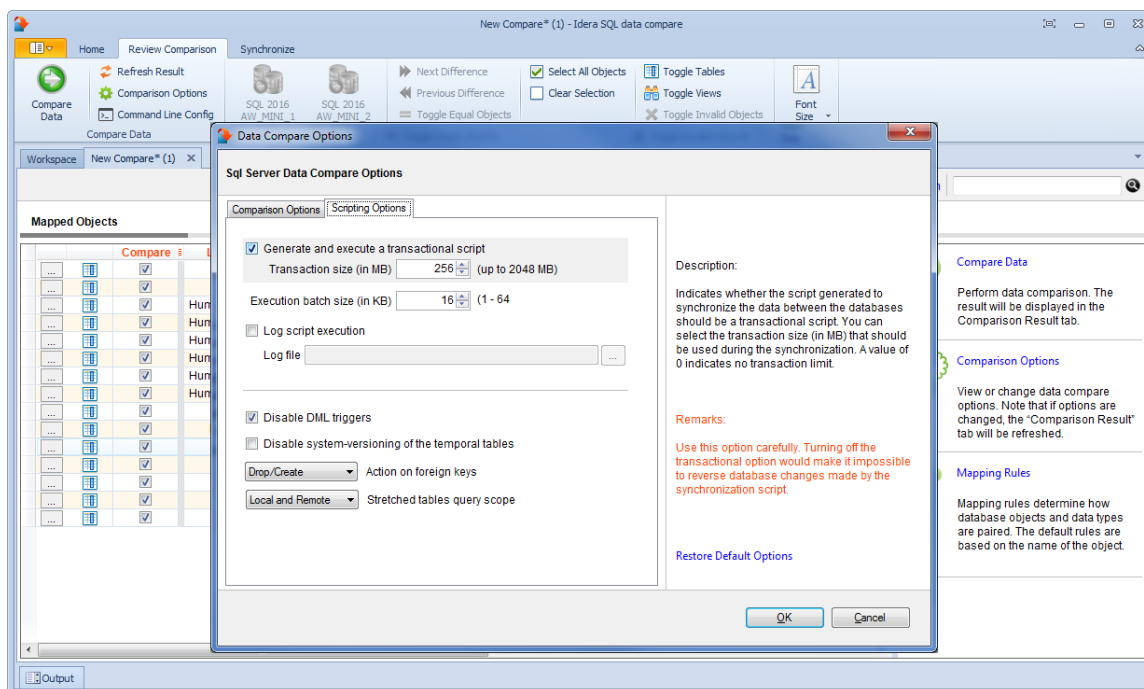 New Compare* (1) - Idera SQL data compare
Home Review Comparison Synchronize
Compare Data
Refresh Result
Comparison Options
Command Line Config
Compare Data
SQL 2016 AW_MINI_1
SQL 2016 AW_MINI_2
Next Difference
Previous Difference
Toggle Equal Objects
Select All Objects
Clear Selection
Toggle Tables
Toggle Views
Toggle Invalid Objects
A
Font Size
Workspace New Compare* (1)
Mapped Objects
Compare
Hum
Hum
Hum
Hum
Hum
Hum
Data Compare Options
Sql Server Data Compare Options
Comparison Options Scripting Options
Generate and execute a transactional script
Transaction size (in MB) 256 (up to 2048 MB)
Execution batch size (in KB) 16 (1 - 64
Log script execution
Log file ...
Disable DML triggers
Disable system-versioning of the temporal tables
Drop/Create Action on foreign keys
Local and Remote Stretched tables query scope
Description:
Indicates whether the script generated to
synchronize the data between the databases
should be a transactional script. You can
select the transaction size (in MB) that should
be used during the synchronization. A value of
0 indicates no transaction limit.
Remarks:
Use this option carefully. Turning off the
transactional option would make it impossible
to reverse database changes made by the
synchronization script.
Restore Default Options
OK Cancel
Compare Data
Perform data comparison. The
result will be displayed in the
Comparison Result tab.
Comparison Options
View or change data compare
options. Note that if options are
changed, the “Comparison Result”
tab will be refreshed.
Mapping Rules
Mapping rules determine how
database objects and data types
are paired. The default rules are
based on the name of the object.
Output